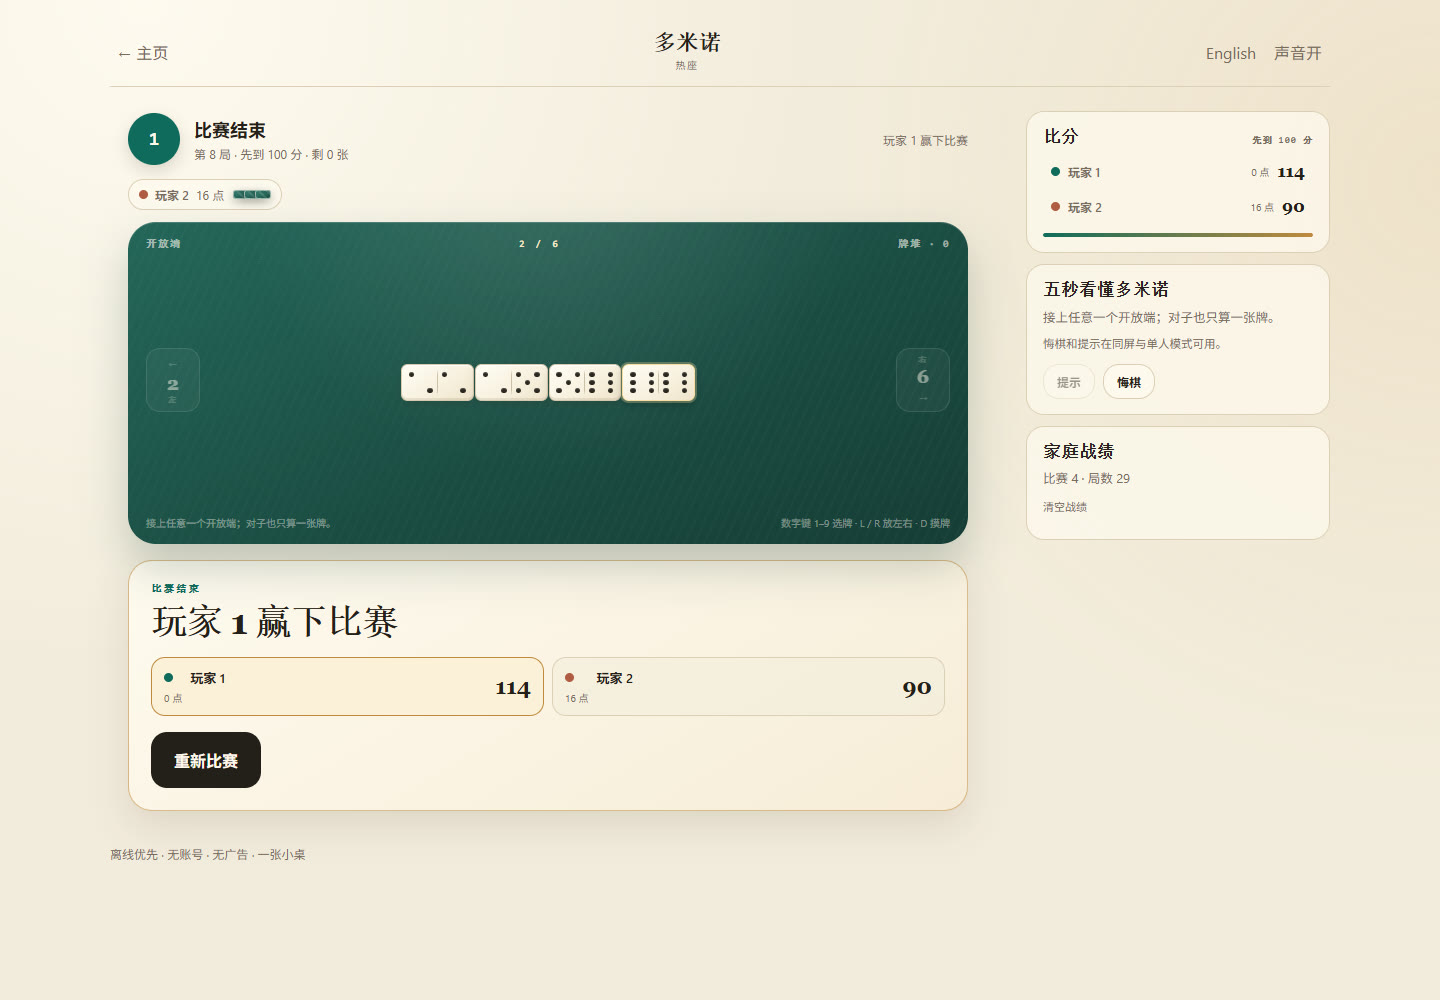 ← 主页
多米诺
热座
English 声音开
1
比赛结束
第 8 局 · 先到 100 分 · 剩 0 张
玩家 1 赢下比赛
玩家 2 16 点
开放端
2 / 6
牌堆 · 0
←
2
左
右
6
→
接上任意一个开放端；对子也只算一张牌。
数字键 1–9 选牌 · L / R 放左右 · D 摸牌
比赛结束
玩家 1 赢下比赛
玩家 1
0 点
114
玩家 2
16 点
90
重新比赛
比分
先到 100 分
玩家 1 0 点 114
玩家 2 16 点 90
五秒看懂多米诺
接上任意一个开放端；对子也只算一张牌。
悔棋和提示在同屏与单人模式可用。
提示 悔棋
家庭战绩
比赛 4 · 局数 29
清空战绩
离线优先 · 无账号 · 无广告 · 一张小桌